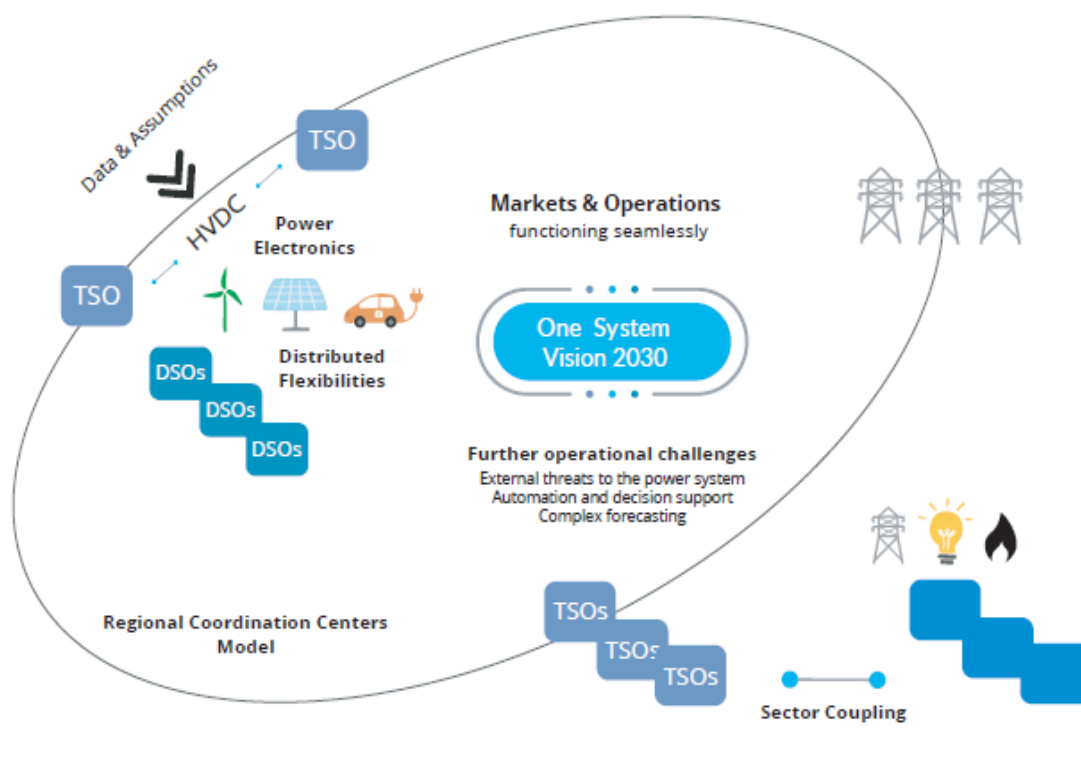 Data & Assumptions
TSO
HVDC
TSO
Power
Electronics
Distributed
Flexibilities
DSOs
DSOs
DSOs
Markets & Operations
functioning seamlessly
One System
Vision 2030
Further operational challenges
External threats to the power system
Automation and decision support
Complex forecasting
Regional Coordination Centers
Model
TSOs
TSOs
TSOs
Sector Coupling